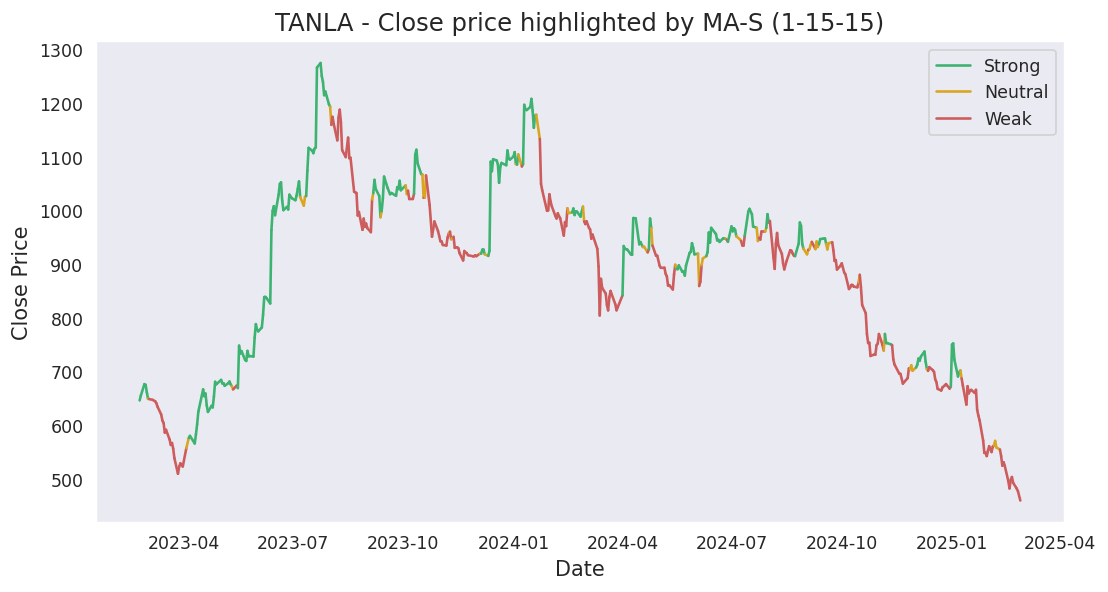 TANLA - Close price highlighted by MA-S (1-15-15)
Strong
Neutral
Weak
1300
1200
1100
1000
900
800
700
600
500
Close Price
2023-04 2023-07 2023-10 2024-01 2024-04 2024-07 2024-10 2025-01 2025-04
Date